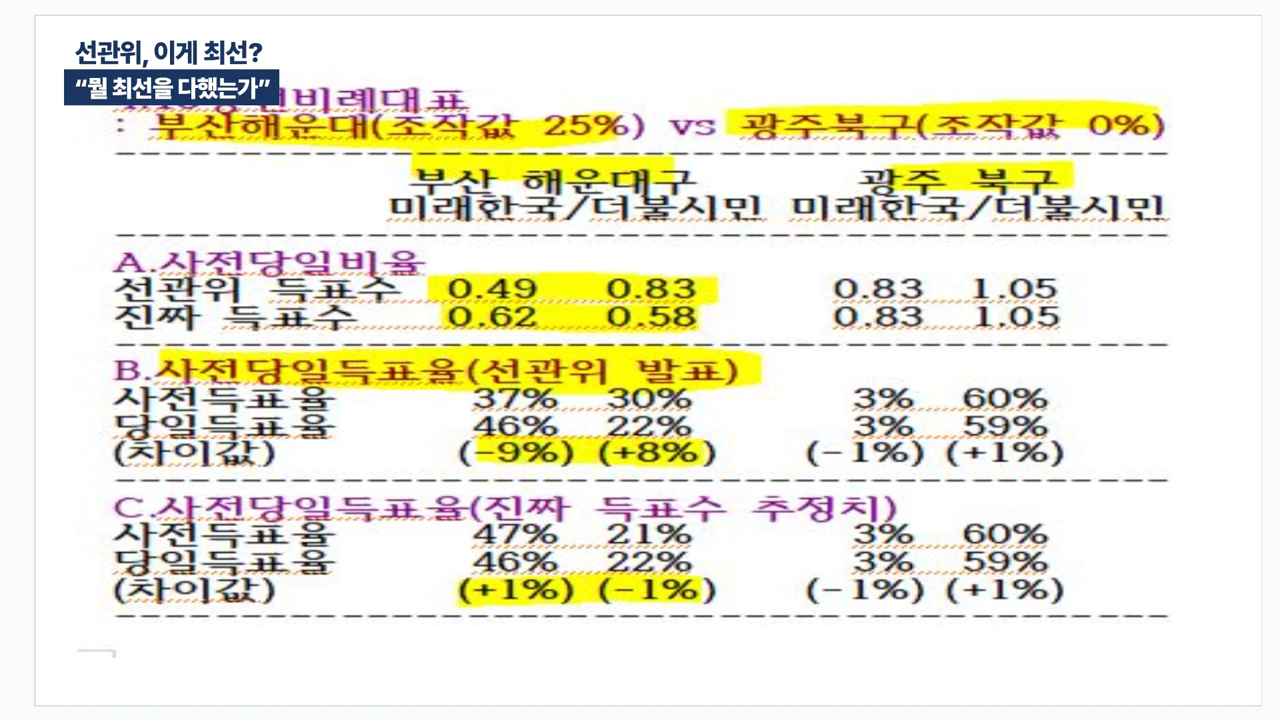 선관위, 이게 최선?
“뭘 최선을 다했는가”
비례대표
: 부산해운대(조작값 25%) vs 광주북구(조작값 0%)
부산 해운대구 광주 북구
미래한국/더불시민 미래한국/더불시민
A.사전당일비율
선관위 득표수 0.49 0.83 0.83 1.05
진짜 득표수 0.62 0.58 0.83 1.05
B.사전당일득표율(선관위 발표)
사전득표율 37% 30% 3% 60%
당일득표율 46% 22% 3% 59%
(차이값) (-9%) (+8%) (-1%) (+1%)
C.사전당일득표율(진짜 득표수 추정치)
사전득표율 47% 21% 3% 60%
당일득표율 46% 22% 3% 59%
(차이값) (+1%) (-1%) (-1%) (+1%)